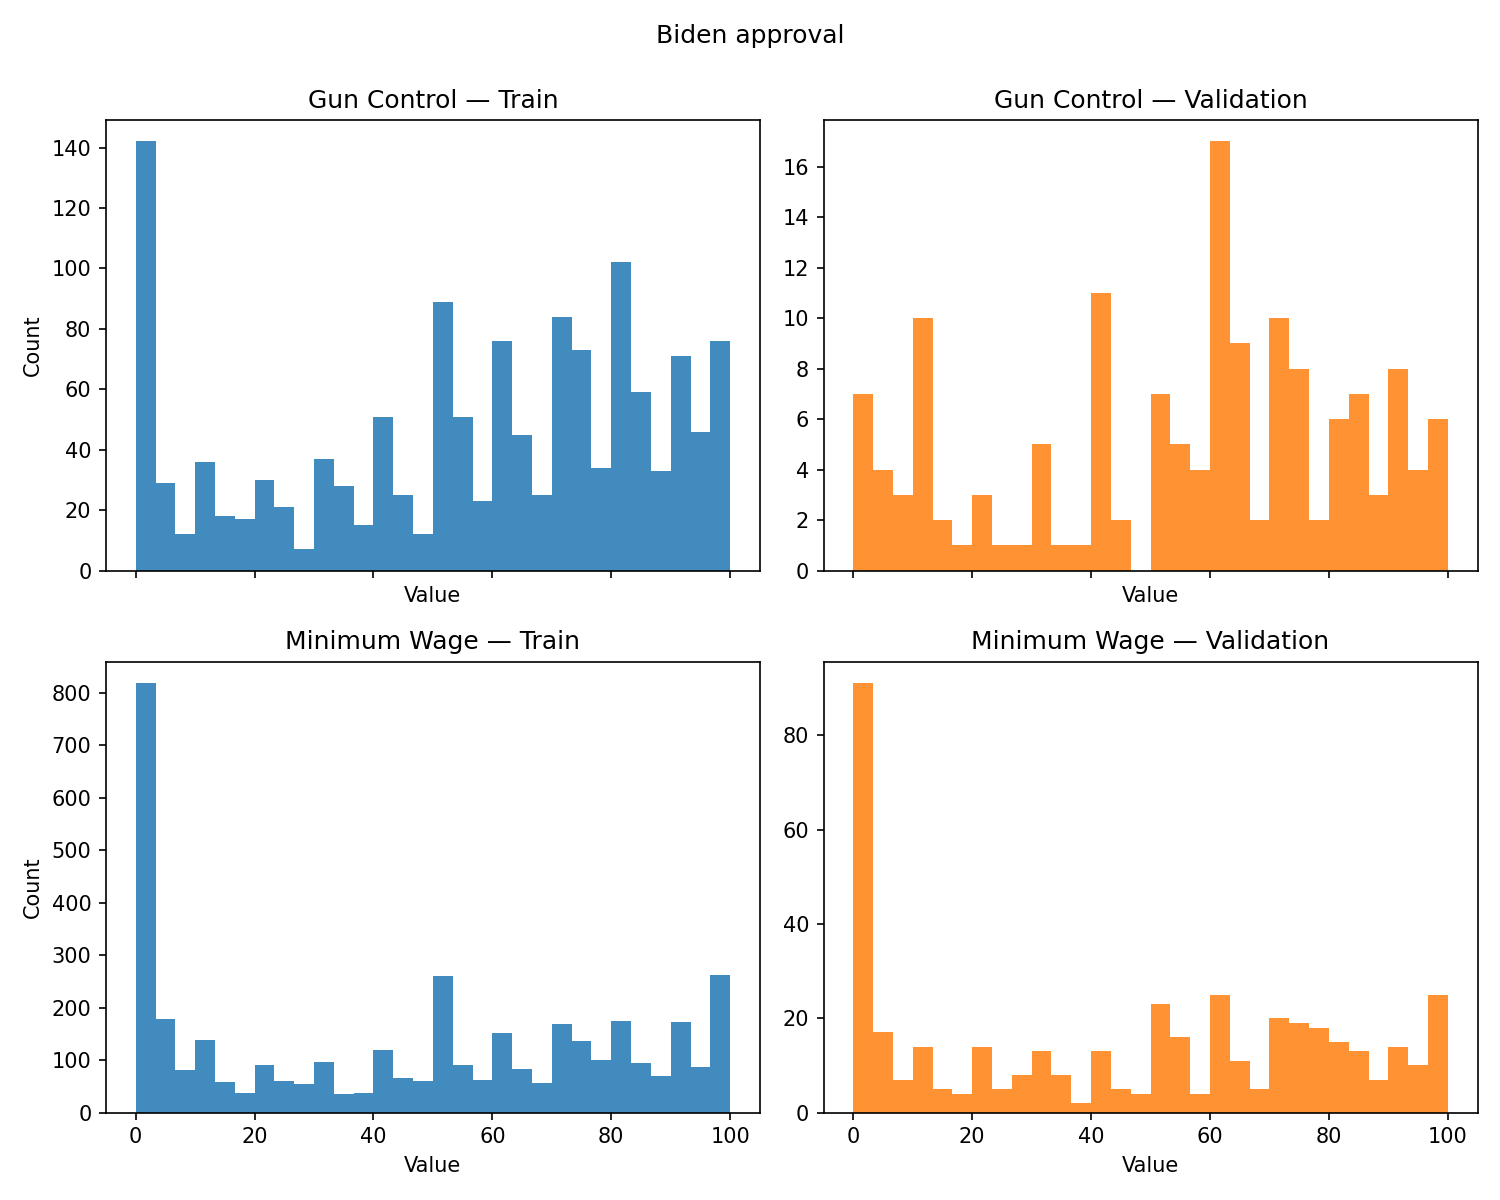 Biden approval
Gun Control — Train
Gun Control — Validation
140
120
100
80
60
40
20
0
Count
Value
16
14
12
10
8
6
4
2
0
Value
Minimum Wage — Train
Minimum Wage — Validation
800
700
600
500
400
300
200
100
0
Count
0 20 40 60 80 100
Value
80
60
40
20
0
0 20 40 60 80 100
Value